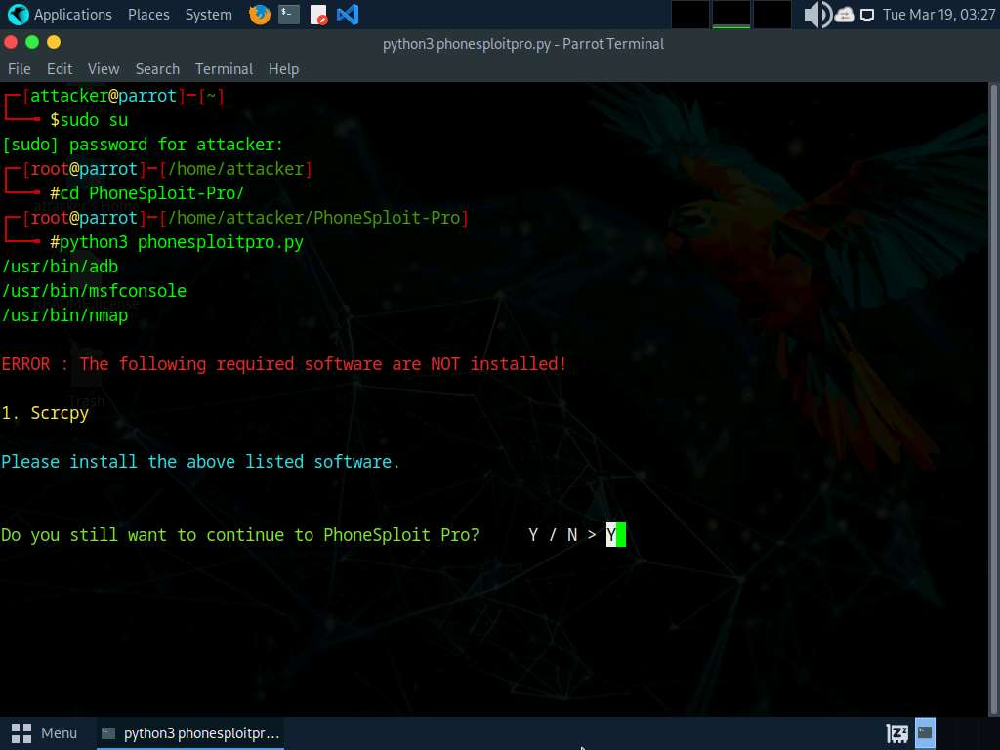 Applications Places System Tue Mar 19, 03:27
python3 phonesploitpro.py - Parrot Terminal
File Edit View Search Terminal Help
[attacker@parrot]─[~]
$sudo su
[sudo] password for attacker:
[root@parrot]─[/home/attacker]
#cd PhoneSploit-Pro/
[root@parrot]─[/home/attacker/PhoneSploit-Pro]
#python3 phonesploitpro.py
/usr/bin/adb
/usr/bin/msfconsole
/usr/bin/nmap
ERROR : The following required software are NOT installed!
1. Scrcpy
Trash
Please install the above listed software.
Do you still want to continue to PhoneSploit Pro? Y / N > Y
Menu python3 phonesploitpr...